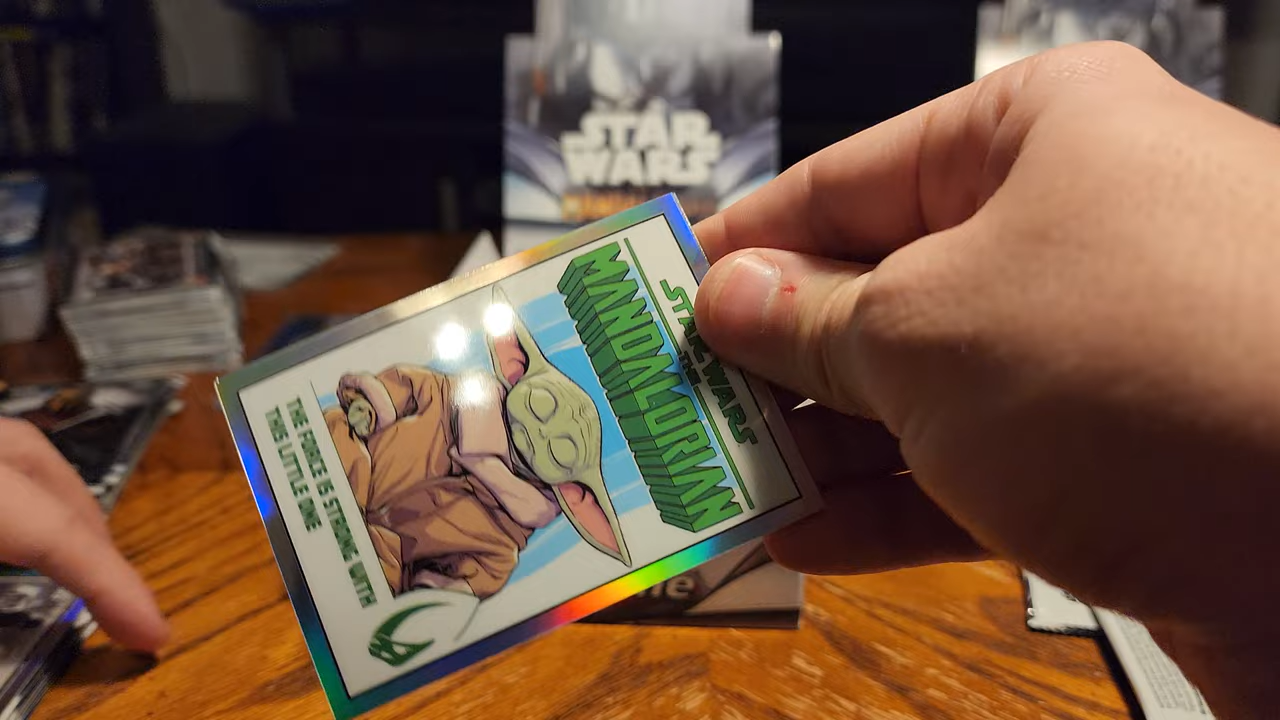 STAR
WARS
STAR WARS
THE
MANDALORIAN
THE FORCE IS STRONG WITH
THIS LITTLE ONE